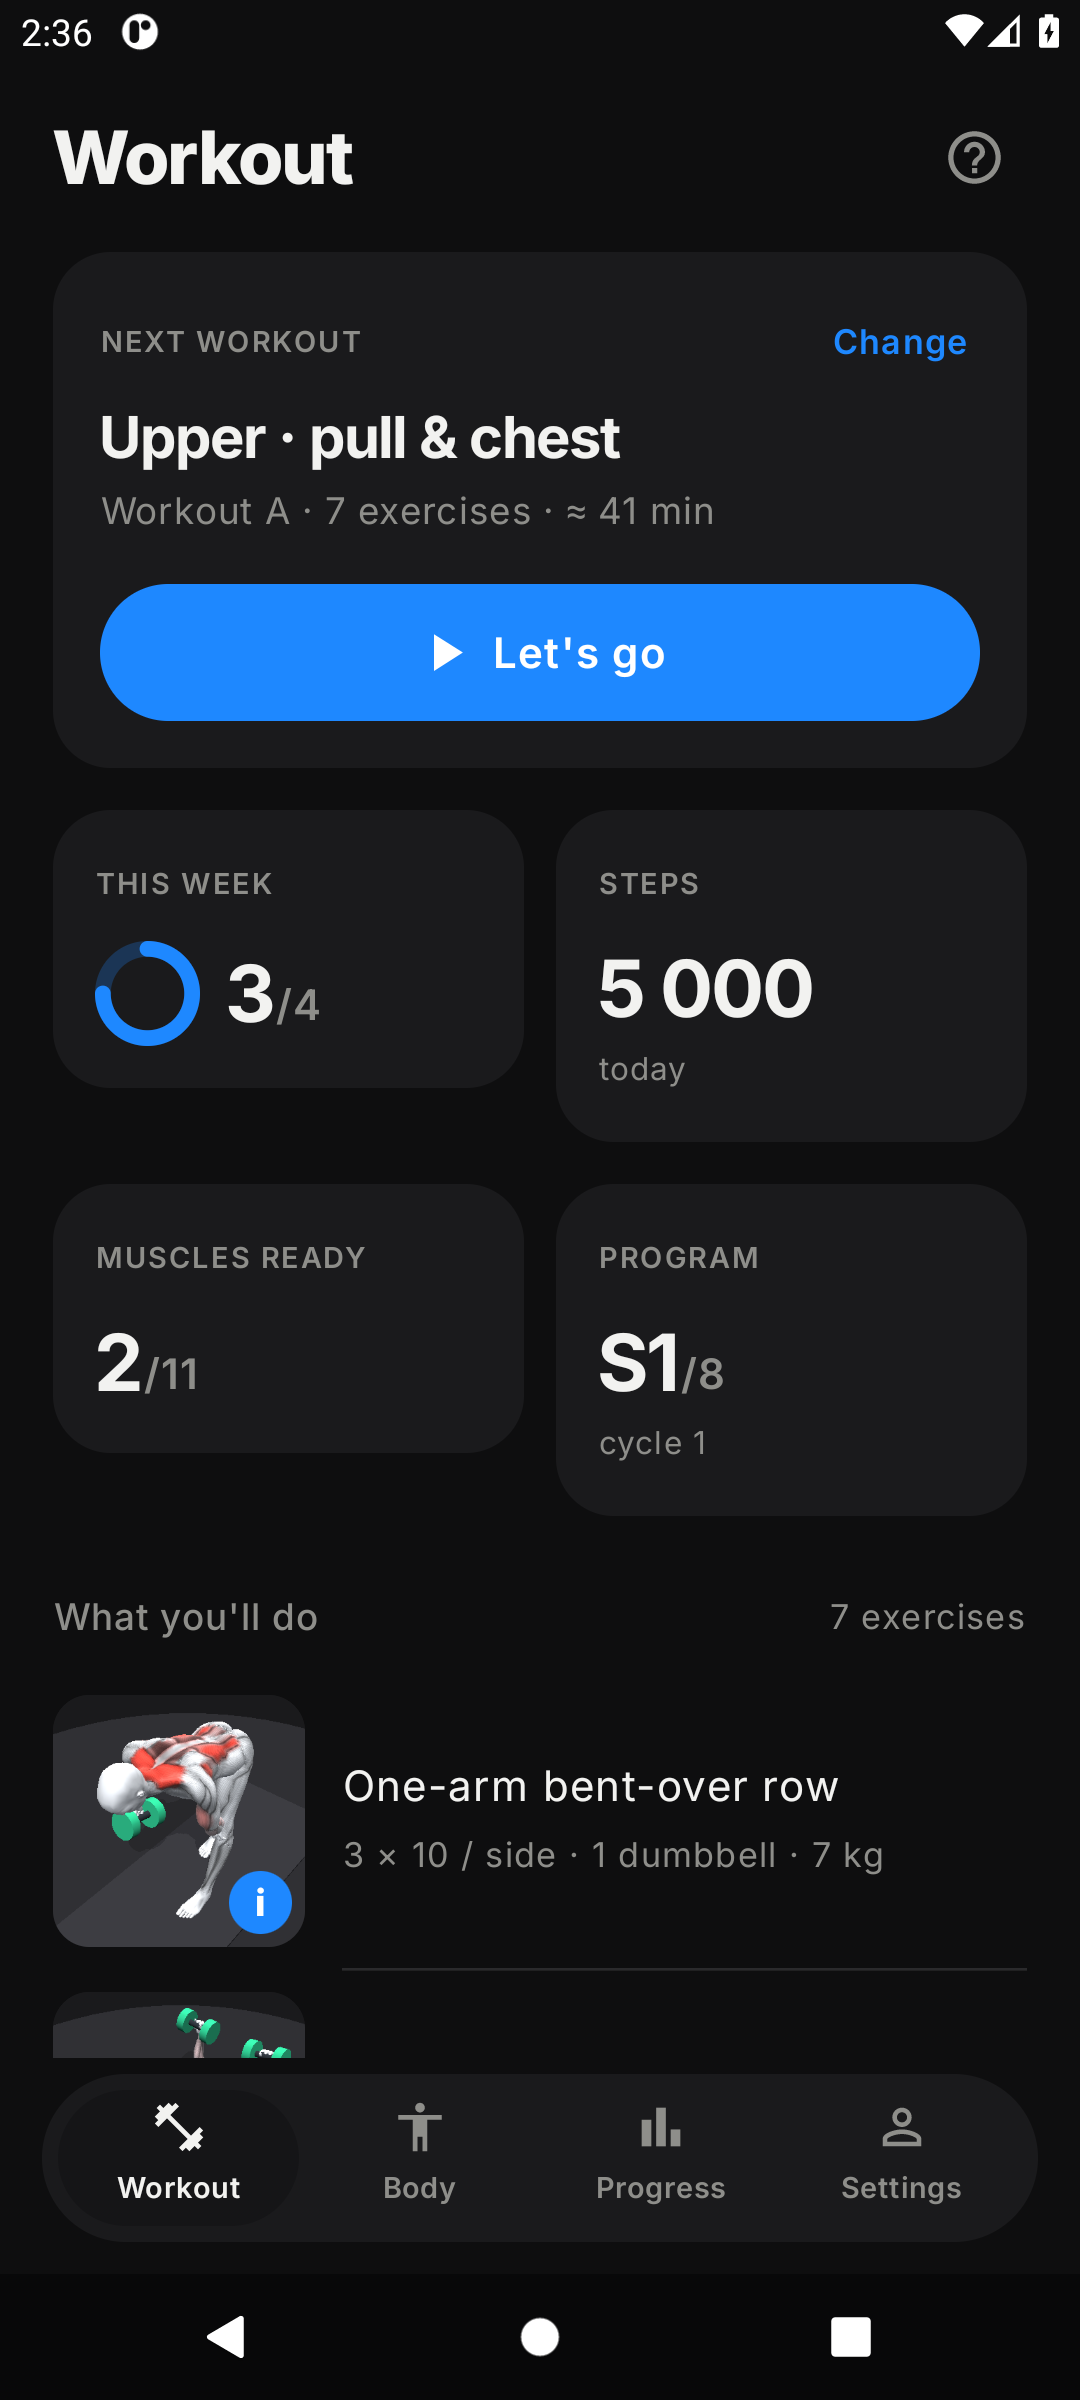 2:36
Workout
NEXT WORKOUT
Change
Upper · pull & chest
Workout A · 7 exercises · ≈ 41 min
Let's go
THIS WEEK
3/4
STEPS
5 000
today
MUSCLES READY
2/11
PROGRAM
S1/8
cycle 1
What you'll do
7 exercises
One-arm bent-over row
3 × 10 / side · 1 dumbbell · 7 kg
i
Workout
Body
Progress
Settings